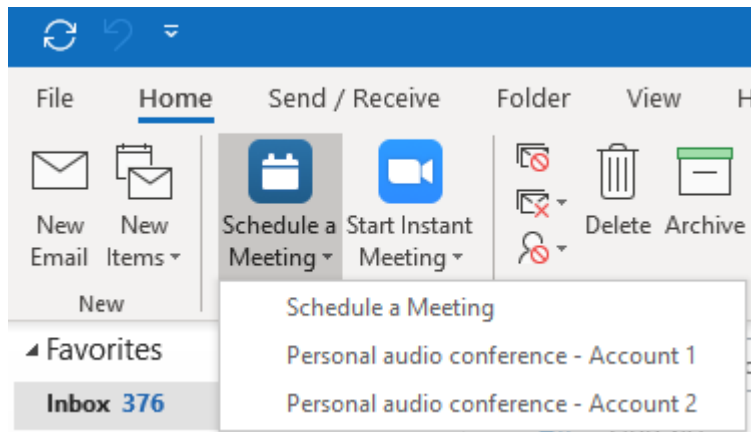 File Home Send / Receive Folder View H
New Email
New Items
Schedule a Meeting
Start Instant Meeting
Delete Archive
New
Schedule a Meeting
Favorites
Personal audio conference - Account 1
Inbox 376
Personal audio conference - Account 2